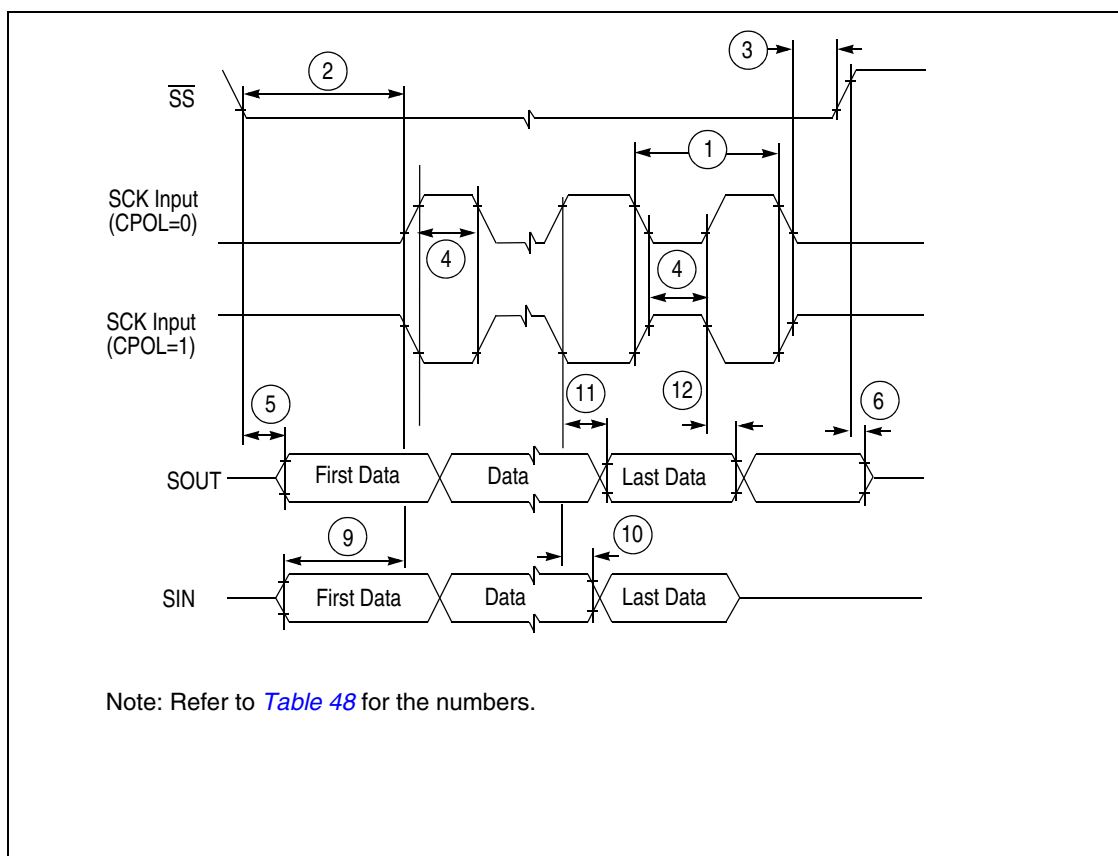 3
2
SS
1
SCK Input
(CPOL=0)
4
4
SCK Input
(CPOL=1)
5
11
12
6
SOUT
First Data
Data
Last Data
9
10
SIN
First Data
Data
Last Data
Note: Refer to Table 48 for the numbers.